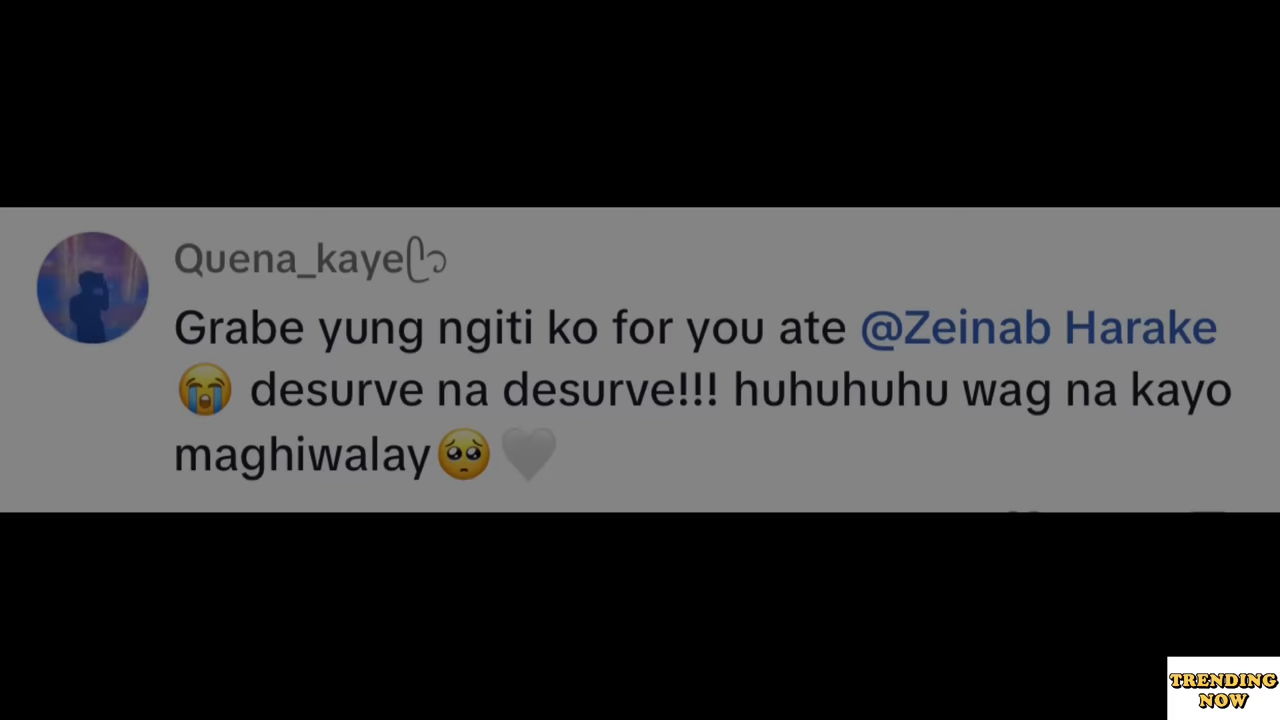 Quena_kayeᥫ᭡
Grabe yung ngiti ko for you ate @Zeinab Harake
😭 desurve na desurve!!! huhuhuhu wag na kayo
maghiwalay🥺🤍
TRENDING
NOW